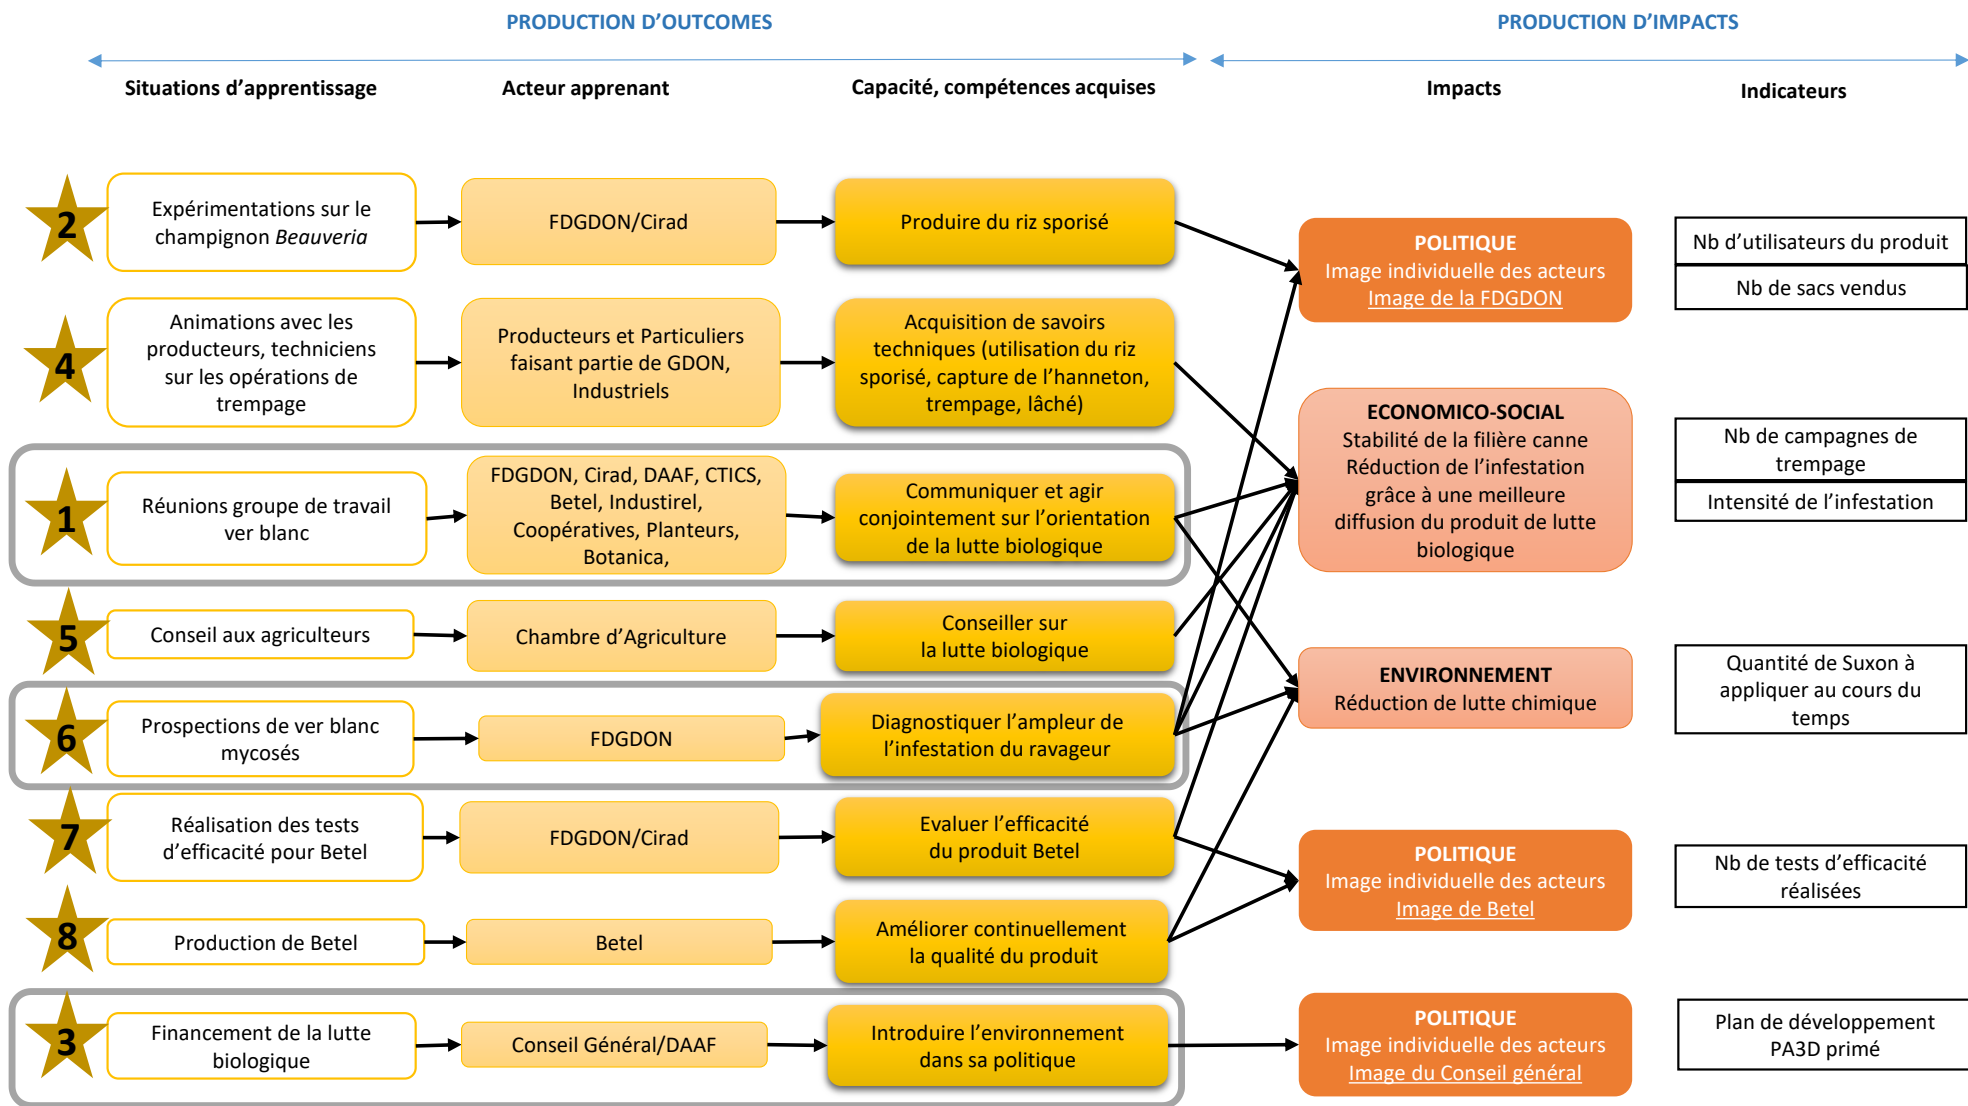 PRODUCTION D’OUTCOMES
PRODUCTION D’IMPACTS
Situations d’apprentissage
Acteur apprenant
Capacité, compétences acquises
Impacts
Indicateurs
2
Expérimentations sur le
champignon Beauveria
FDGDON/Cirad
Produire du riz sporisé
4
Animations avec les
producteurs, techniciens
sur les opérations de
trempage
Producteurs et Particuliers
faisant partie de GDON,
Industriels
Acquisition de savoirs
techniques (utilisation du riz
sporisé, capture de l’hanneton,
trempage, lâché)
1
Réunions groupe de travail
ver blanc
FDGDON, Cirad, DAAF, CTICS,
Betel, Industirel,
Coopératives, Planteurs,
Botanica,
Communiquer et agir
conjointement sur l’orientation
de la lutte biologique
5
Conseil aux agriculteurs
Chambre d’Agriculture
Conseiller sur
la lutte biologique
6
Prospections de ver blanc
mycosés
FDGDON
Diagnostiquer l’ampleur de
l’infestation du ravageur
7
Réalisation des tests
d’efficacité pour Betel
FDGDON/Cirad
Evaluer l’efficacité
du produit Betel
8
Production de Betel
Betel
Améliorer continuellement
la qualité du produit
3
Financement de la lutte
biologique
Conseil Général/DAAF
Introduire l’environnement
dans sa politique
POLITIQUE
Image individuelle des acteurs
Image de la FDGDON
Nb d’utilisateurs du produit
Nb de sacs vendus
ECONOMICO-SOCIAL
Stabilité de la filière canne
Réduction de l’infestation
grâce à une meilleure
diffusion du produit de lutte
biologique
Nb de campagnes de
trempage
Intensité de l’infestation
ENVIRONNEMENT
Réduction de lutte chimique
Quantité de Suxon à
appliquer au cours du
temps
POLITIQUE
Image individuelle des acteurs
Image de Betel
Nb de tests d’efficacité
réalisées
POLITIQUE
Image individuelle des acteurs
Image du Conseil général
Plan de développement
PA3D primé